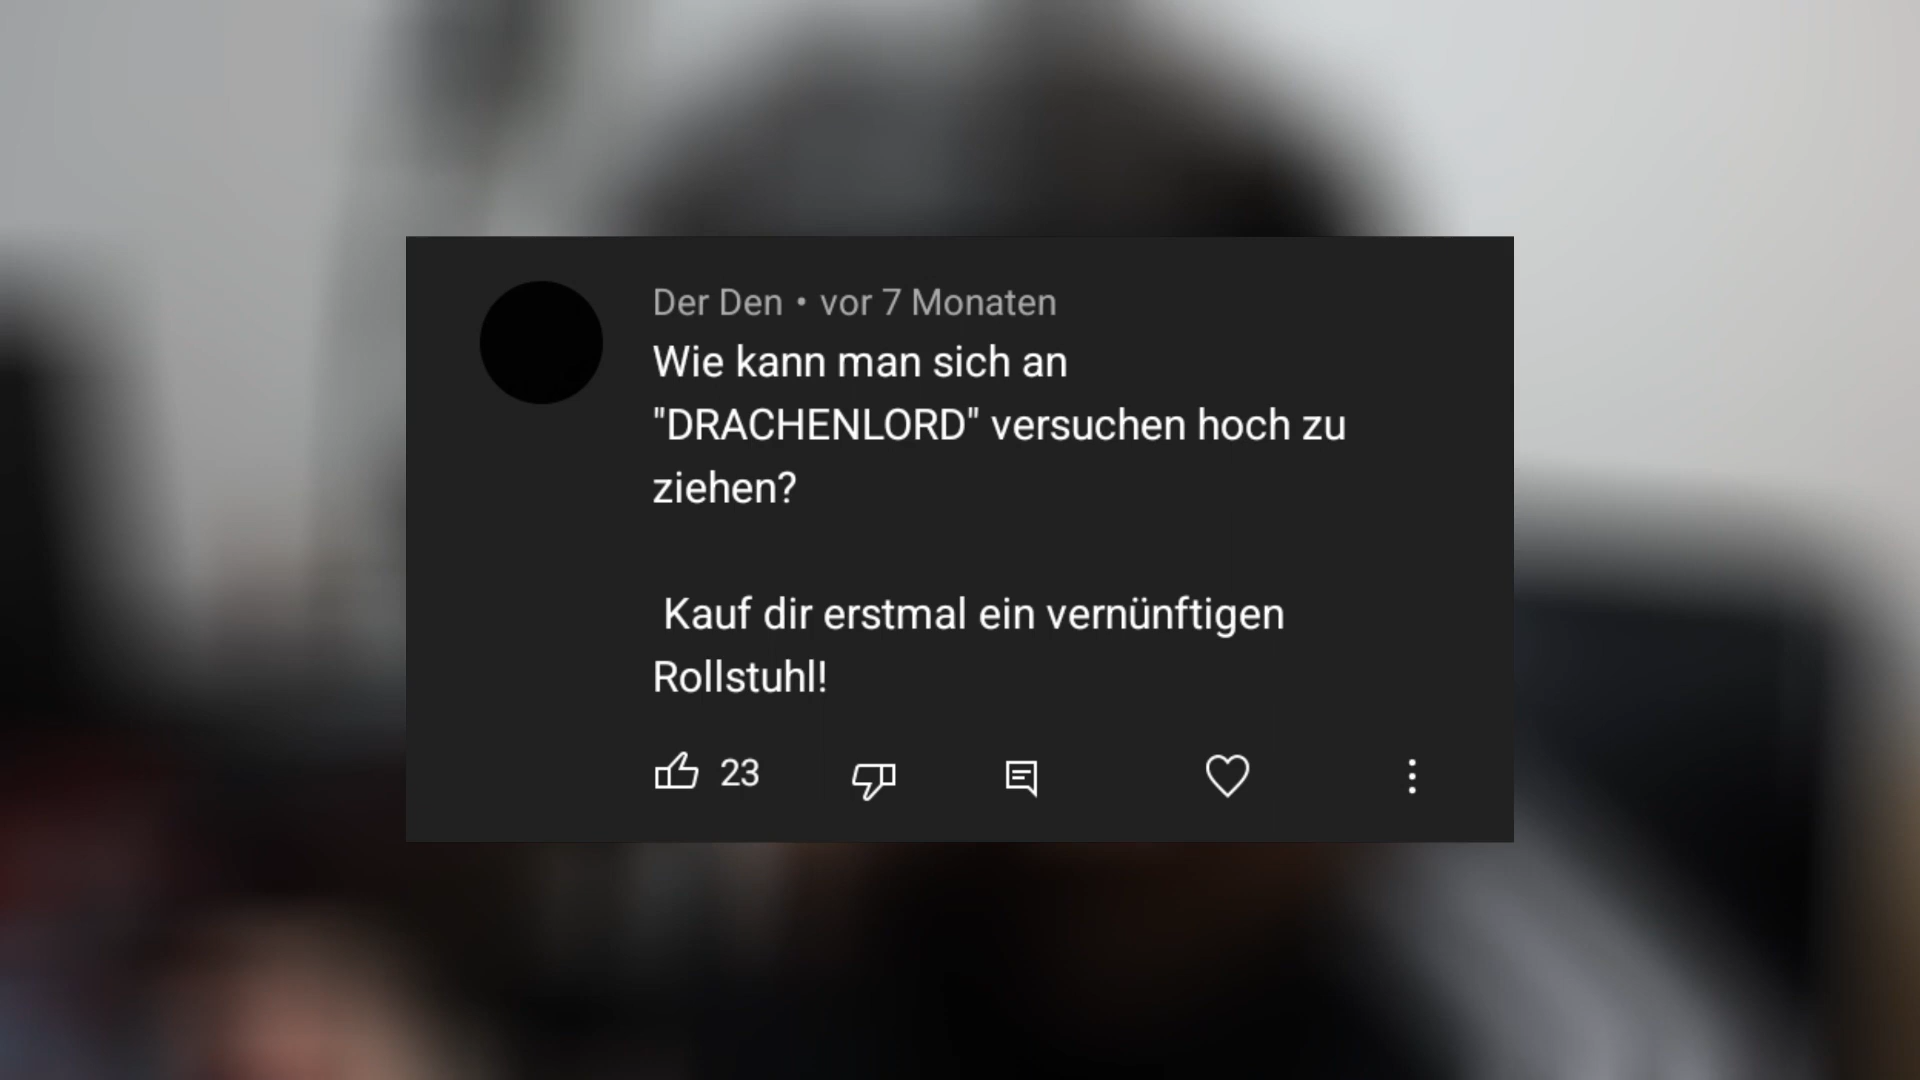 Der Den • vor 7 Monaten
Wie kann man sich an
"DRACHENLORD" versuchen hoch zu
ziehen?
Kauf dir erstmal ein vernünftigen
Rollstuhl!
23